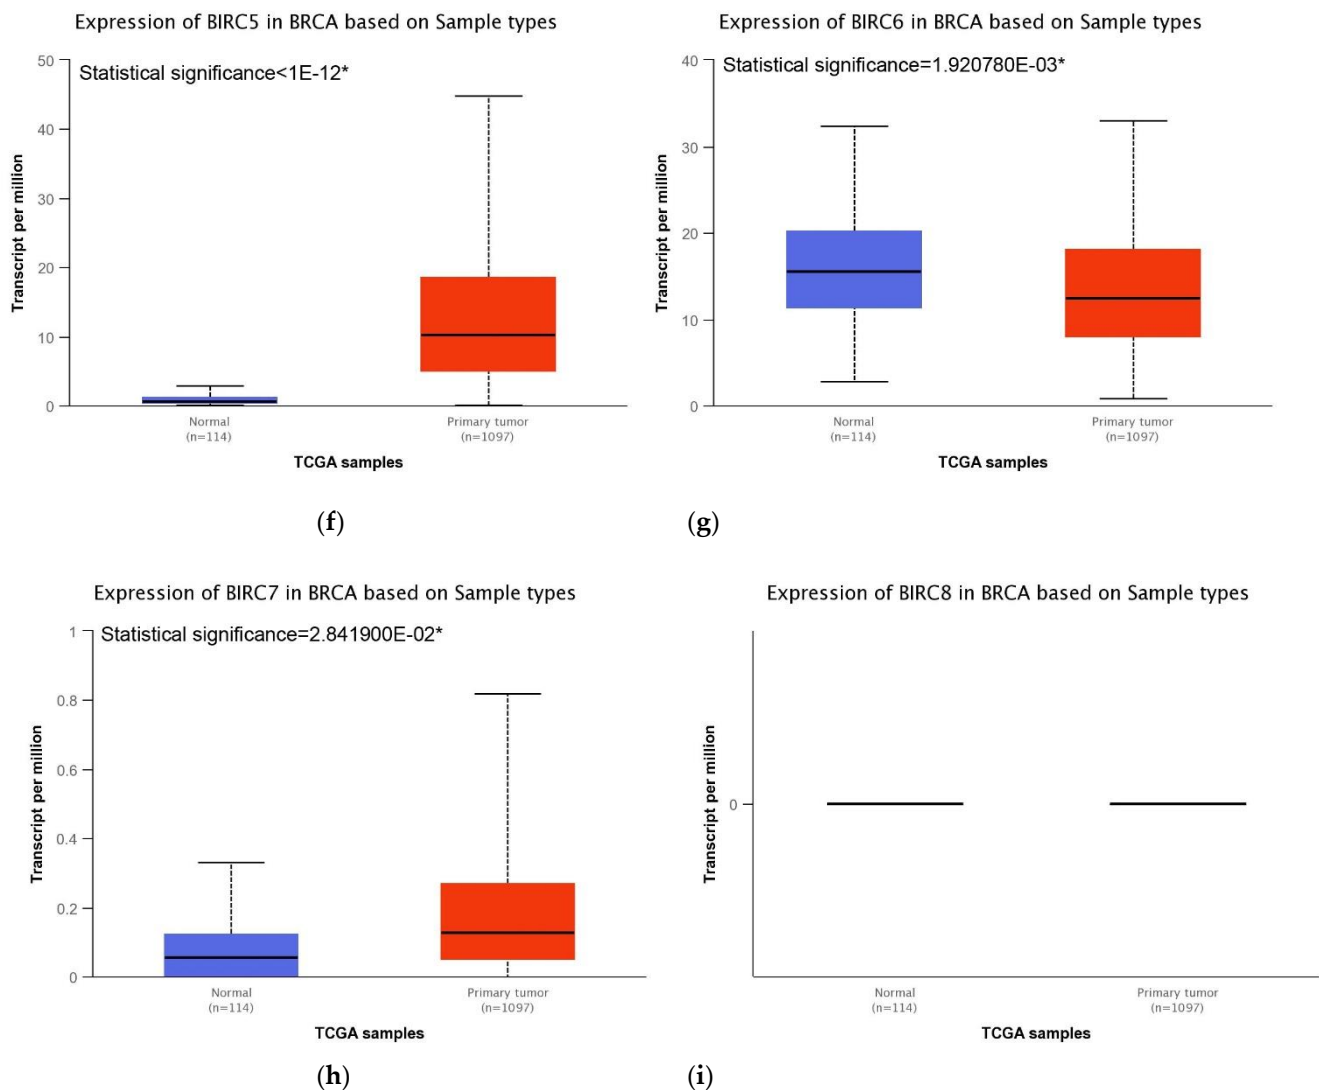 Expression of BIRC5 in BRCA based on Sample types
Statistical significance<1E-12*
Transcript per million
50
40
30
20
10
0
Normal
(n=114)
Primary tumor
(n=1097)
TCGA samples
(f)
Expression of BIRC6 in BRCA based on Sample types
Statistical significance=1.920780E-03*
Transcript per million
40
30
20
10
0
Normal
(n=114)
Primary tumor
(n=1097)
TCGA samples
(g)
Expression of BIRC7 in BRCA based on Sample types
Statistical significance=2.841900E-02*
Transcript per million
1
0.8
0.6
0.4
0.2
0
Normal
(n=114)
Primary tumor
(n=1097)
TCGA samples
(h)
Expression of BIRC8 in BRCA based on Sample types
Transcript per million
0
Normal
(n=114)
Primary tumor
(n=1097)
TCGA samples
(i)